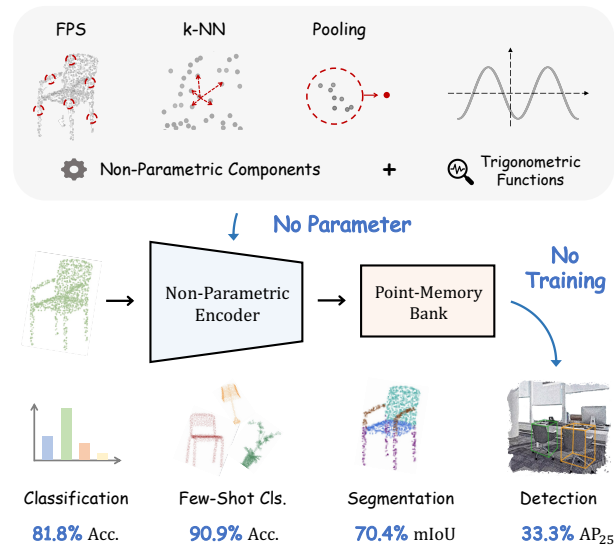 FPS k-NN Pooling
Non-Parametric Components + Trigonometric Functions
No Parameter
No Training
Non-Parametric Encoder
Point-Memory Bank
Classification Few-Shot Cls. Segmentation Detection
81.8% Acc. 90.9% Acc. 70.4% mIoU 33.3% AP₂₅